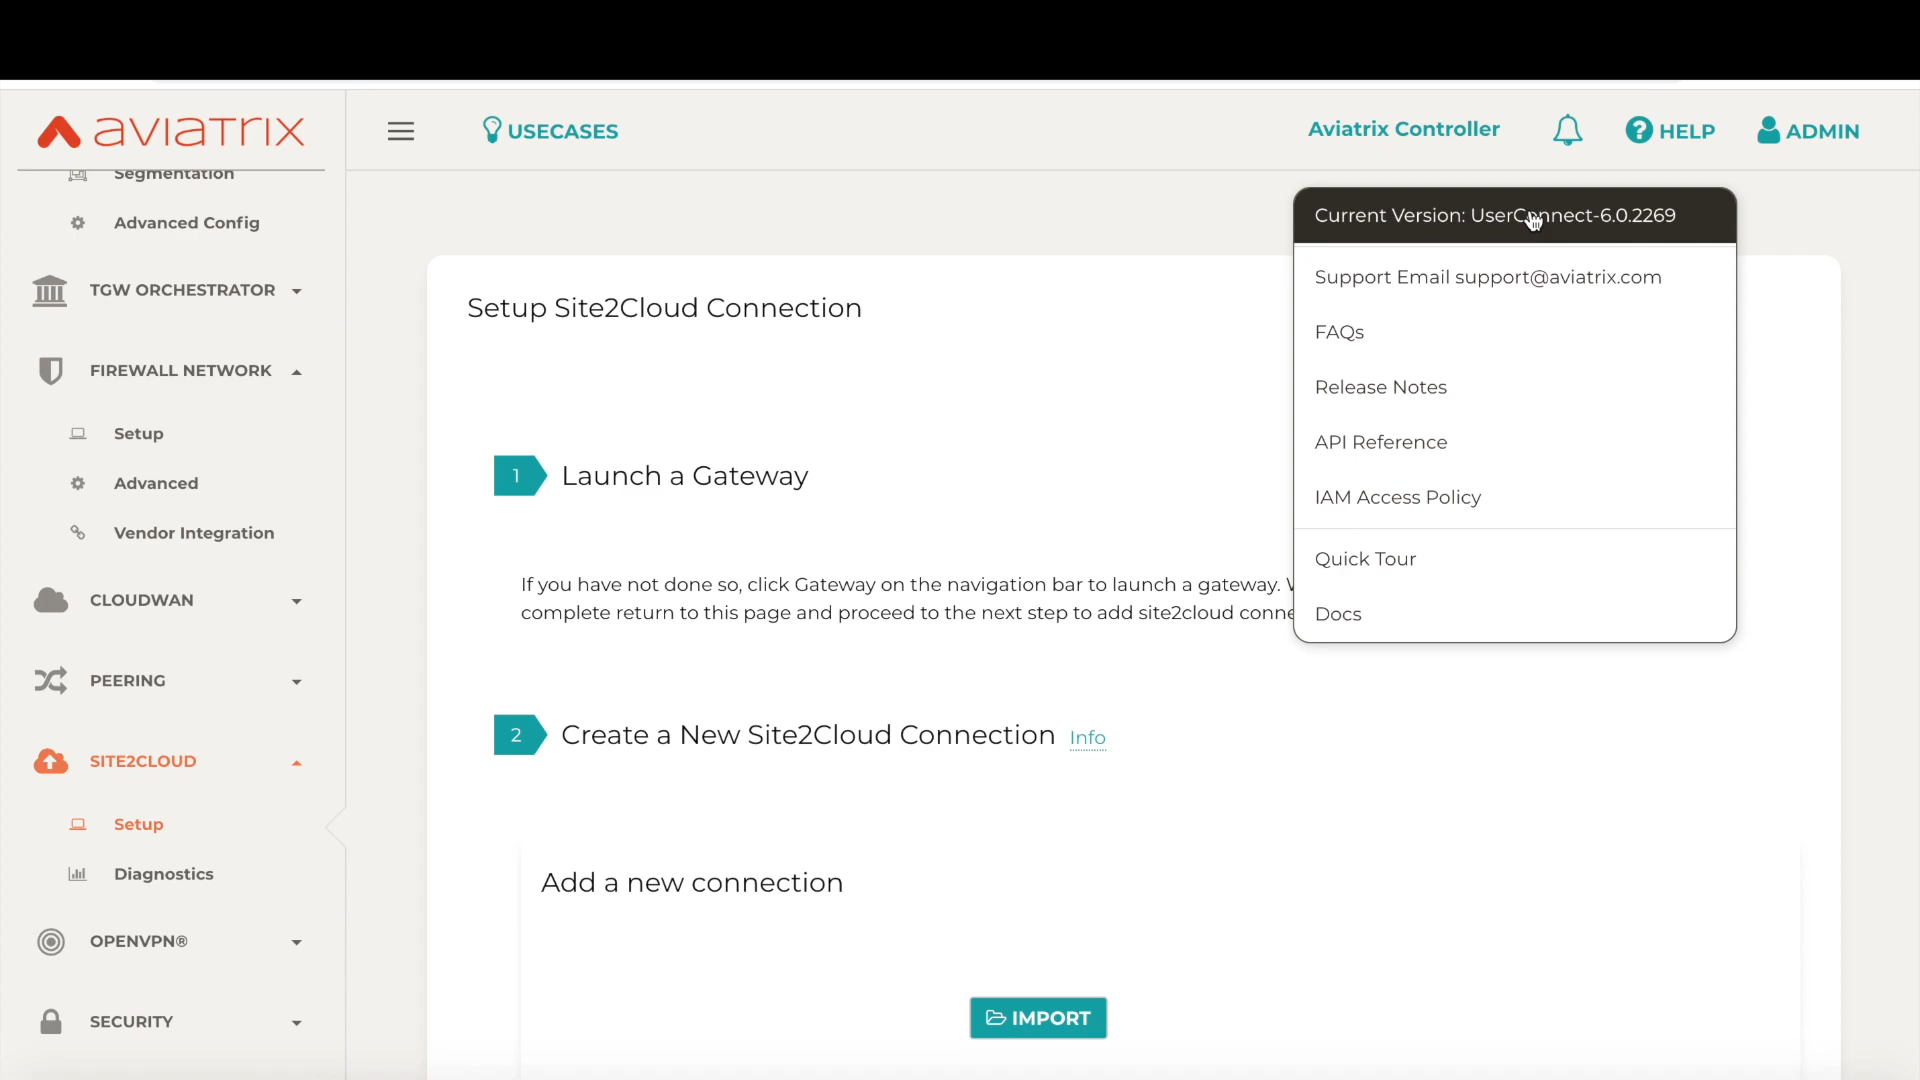 aviatrix
USECASES
Aviatrix Controller
HELP
ADMIN
Segmentation
Advanced Config
TGW ORCHESTRATOR
FIREWALL NETWORK
Setup
Advanced
Vendor Integration
CLOUDWAN
PEERING
SITE2CLOUD
Setup
Diagnostics
OPENVPN®
SECURITY
Current Version: UserConnect-6.0.2269
Support Email support@aviatrix.com
FAQs
Release Notes
API Reference
IAM Access Policy
Quick Tour
Docs
Setup Site2Cloud Connection
1 Launch a Gateway
If you have not done so, click Gateway on the navigation bar to launch a gateway.
complete return to this page and proceed to the next step to add site2cloud conne
2 Create a New Site2Cloud Connection Info
Add a new connection
IMPORT